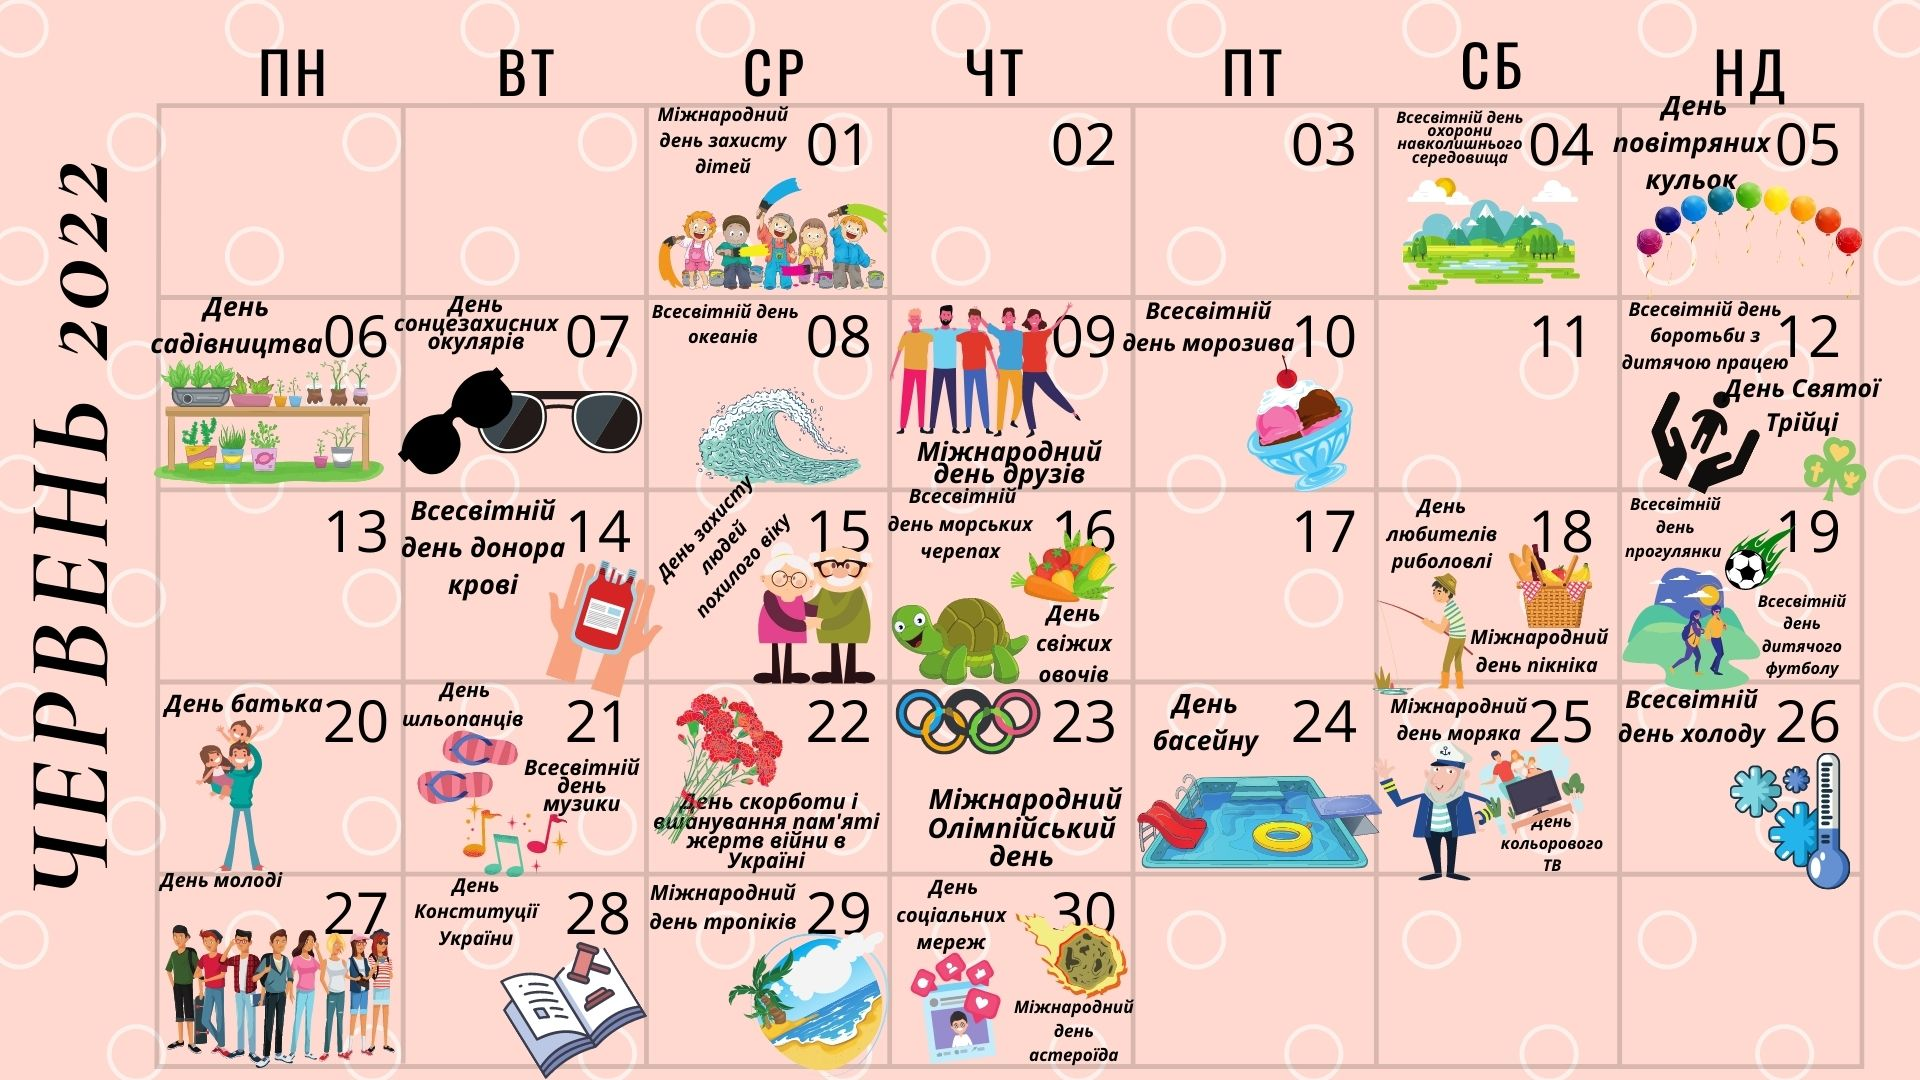 ЧЕРВЕНЬ 2022
ПН ВТ СР ЧТ ПТ СБ НД
Міжнародний
день захисту
дітей
01
02
03
Всесвітній день
охорони
навколишнього
середовища
04
День
повітряних
кульок
05
День
садівництва
06
День
сонцезахисних
окулярів
07
Всесвітній день
океанів
08
09
Міжнародний
день друзів
Всесвітній
день морозива
10
11
Всесвітній день
боротьби з
дитячою працею
12
День Святої
Трійці
13
Всесвітній
день донора
крові
14
День захисту
людей
похилого віку
15
Всесвітній
день морських
черепах
16
День
свіжих
овочів
17
День
любителів
риболовлі
18
Міжнародний
день пікніка
Всесвітній
день
прогулянки
19
Всесвітній
день
дитячого
футболу
День батька
20
День
шльопанців
21
Всесвітній
день
музики
22
День скорботи і
вшанування пам'яті
жертв війни в
Україні
23
Міжнародний
Олімпійський
день
День
басейну
24
Міжнародний
день моряка
25
День
кольорового
ТВ
Всесвітній
день холоду
26
День молоді
27
День
Конституції
України
28
Міжнародний
день тропіків
29
День
соціальних
мереж
30
Міжнародний
день
астероїда